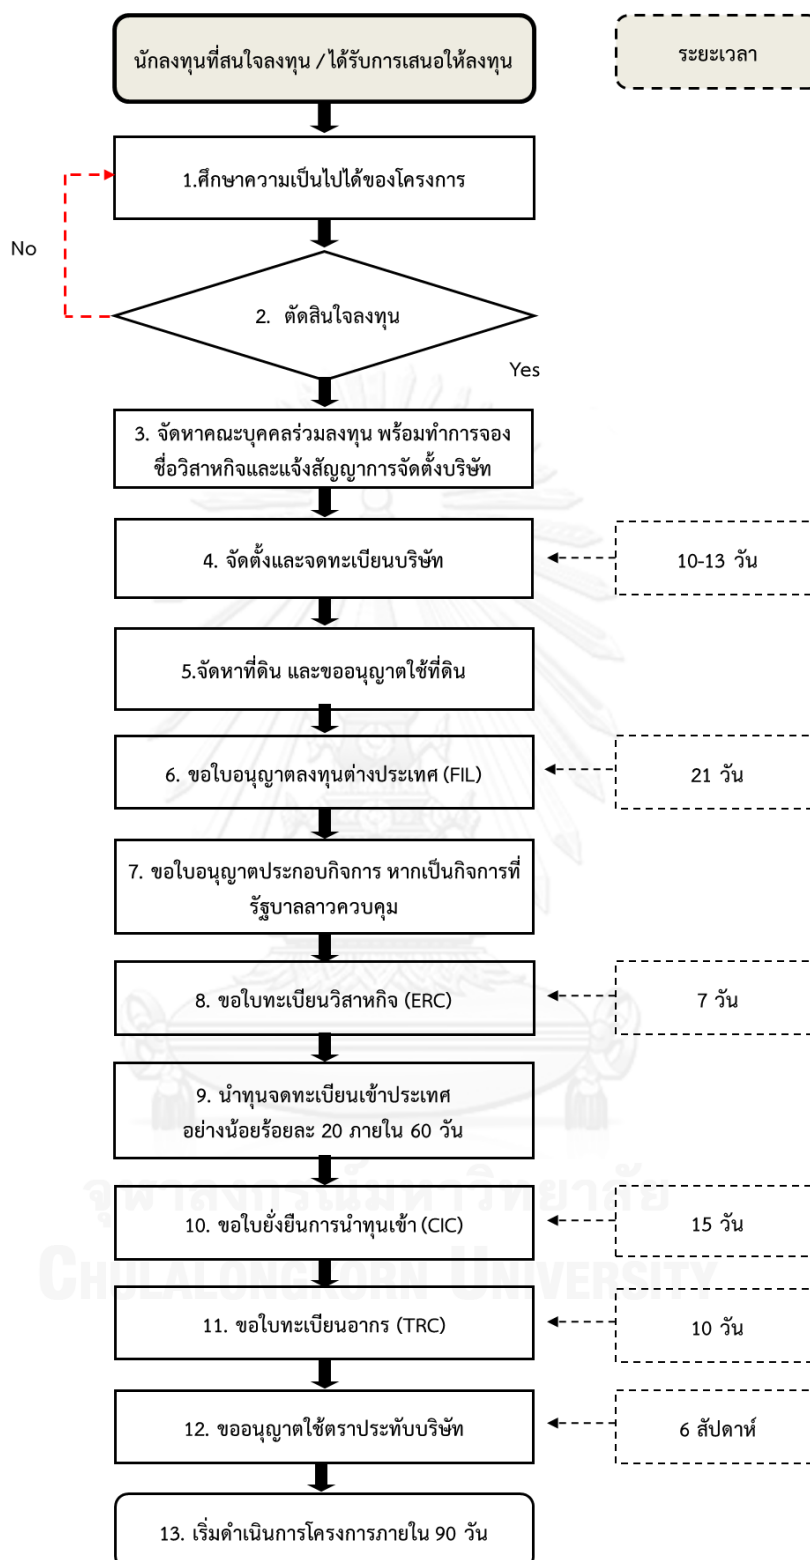 นักลงทุนที่สนใจลงทุน / ได้รับการเสนอให้ลงทุน
ระยะเวลา
1.ศึกษาความเป็นไปได้ของโครงการ
No
2. ตัดสินใจลงทุน
Yes
3. จัดหาคณะบุคคลร่วมลงทุน พร้อมทำการจอง
ชื่อวิสาหกิจและแจ้งสัญญาการจัดตั้งบริษัท
4. จัดตั้งและจดทะเบียนบริษัท
10-13 วัน
5.จัดหาที่ดิน และขออนุญาตใช้ที่ดิน
6. ขอใบอนุญาตลงทุนต่างประเทศ (FIL)
21 วัน
7. ขอใบอนุญาตประกอบกิจการ หากเป็นกิจการที่
รัฐบาลลาวควบคุม
8. ขอใบทะเบียนวิสาหกิจ (ERC)
7 วัน
9. นำทุนจดทะเบียนเข้าประเทศ
อย่างน้อยร้อยละ 20 ภายใน 60 วัน
จุฬาลงกรณ์มหาวิทยาลัย
10. ขอใบยั่งยืนการนำทุนเข้า (CIC)
15 วัน
CHULALONGKORN UNIVERSITY
11. ขอใบทะเบียนอากร (TRC)
10 วัน
12. ขออนุญาตใช้ตราประทับบริษัท
6 สัปดาห์
13. เริ่มดำเนินการโครงการภายใน 90 วัน